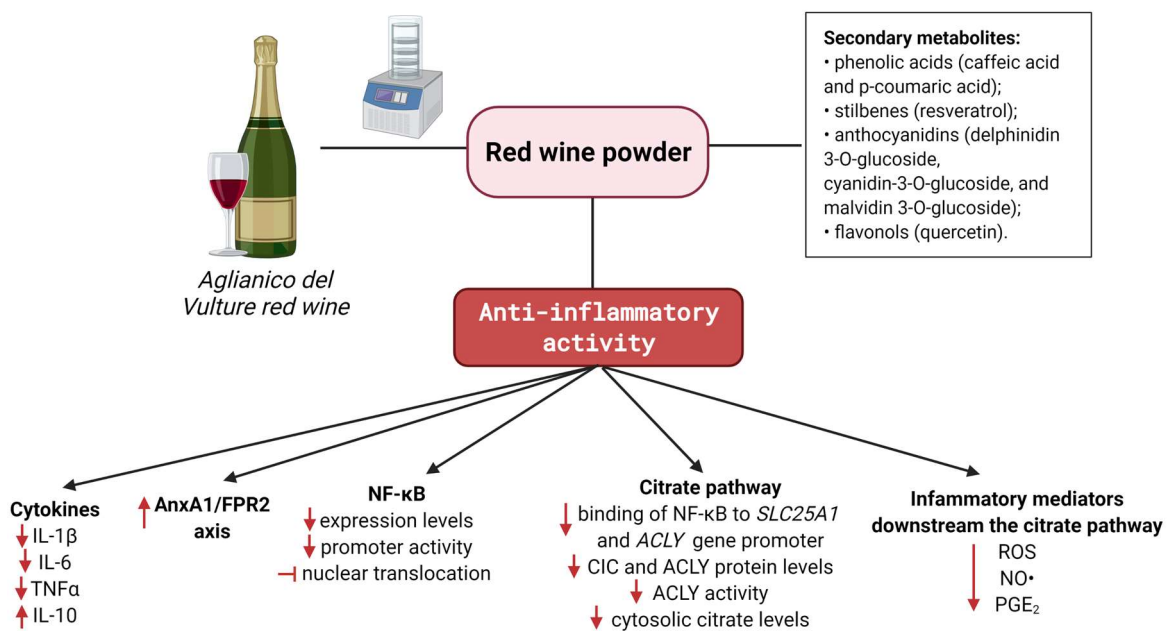 Secondary metabolites:
• phenolic acids (caffeic acid
and p-coumaric acid);
• stilbenes (resveratrol);
• anthocyanidins (delphinidin
3-O-glucoside,
cyanidin-3-O-glucoside, and
malvidin 3-O-glucoside);
• flavonols (quercetin).
Red wine powder
Aglianico del
Vulture red wine
Anti-inflammatory
activity
Cytokines
IL-1β
IL-6
TNFα
IL-10
AnxA1/FPR2
axis
NF-κB
expression levels
promoter activity
nuclear translocation
Citrate pathway
binding of NF-κB to SLC25A1
and ACLY gene promoter
CIC and ACLY protein levels
ACLY activity
cytosolic citrate levels
Infammatory mediators
downstream the citrate pathway
ROS
NO•
PGE₂